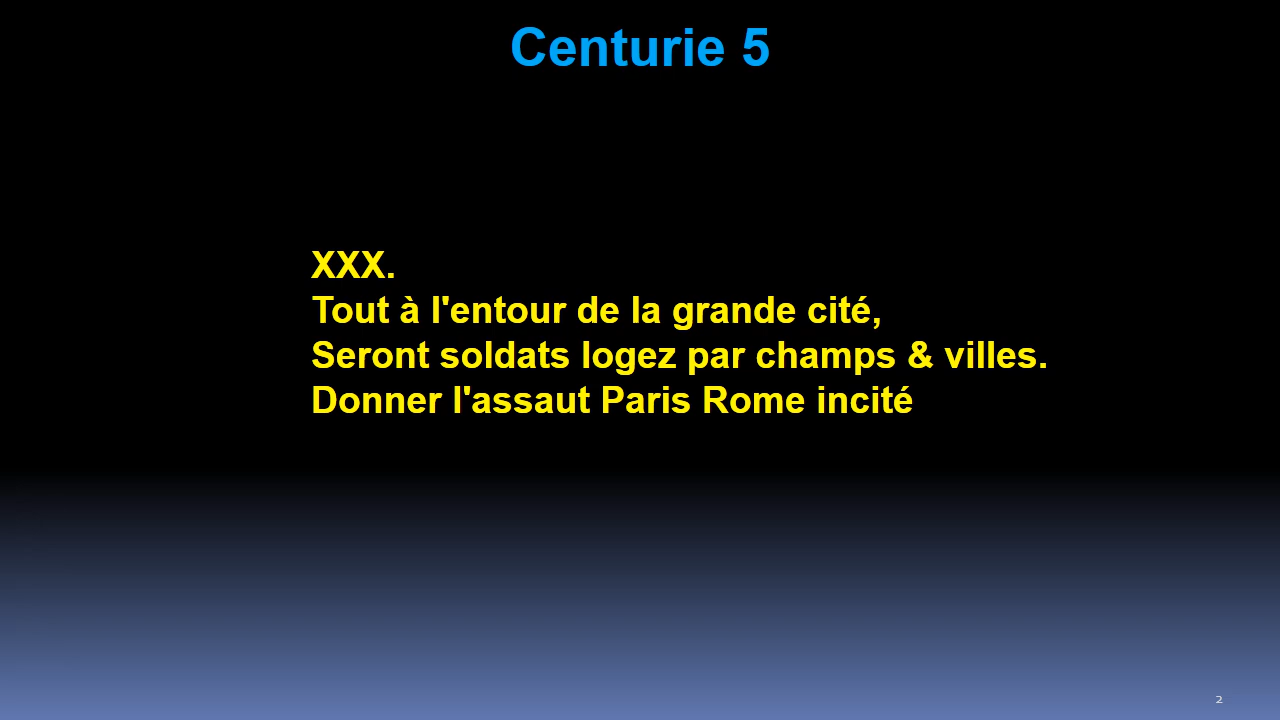 Centurie 5
XXX.
Tout à l'entour de la grande cité,
Seront soldats logez par champs & villes.
Donner l'assaut Paris Rome incité
2